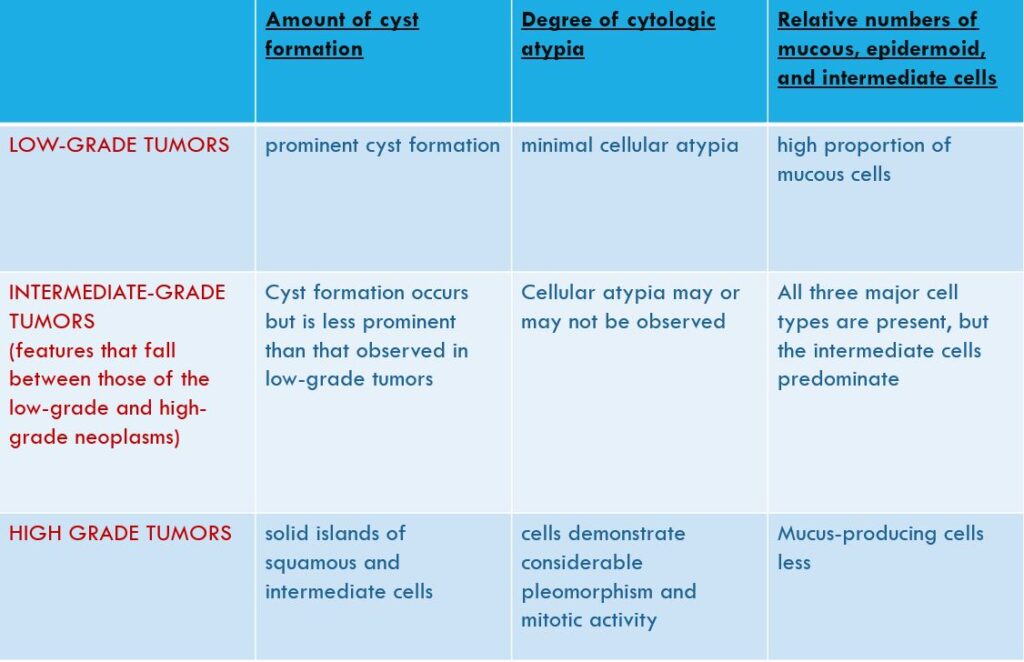 Amount of cyst
formation
Degree of cytologic
atypia
Relative numbers of
mucous, epidermoid,
and intermediate cells
LOW-GRADE TUMORS
prominent cyst formation
minimal cellular atypia
high proportion of
mucous cells
INTERMEDIATE-GRADE
TUMORS
(features that fall
between those of the
low-grade and high-
grade neoplasms)
Cyst formation occurs
but is less prominent
than that observed in
low-grade tumors
Cellular atypia may or
may not be observed
All three major cell
types are present, but
the intermediate cells
predominate
HIGH GRADE TUMORS
solid islands of
squamous and
intermediate cells
cells demonstrate
considerable
pleomorphism and
mitotic activity
Mucus-producing cells
less